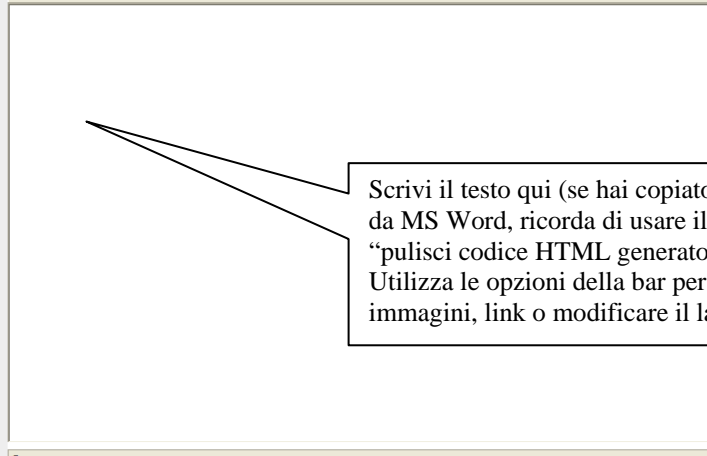 Scrivi il testo qui (se hai copiato
da MS Word, ricorda di usare il
“pulisci codice HTML generato
Utilizza le opzioni della bar per
immagini, link o modificare il la